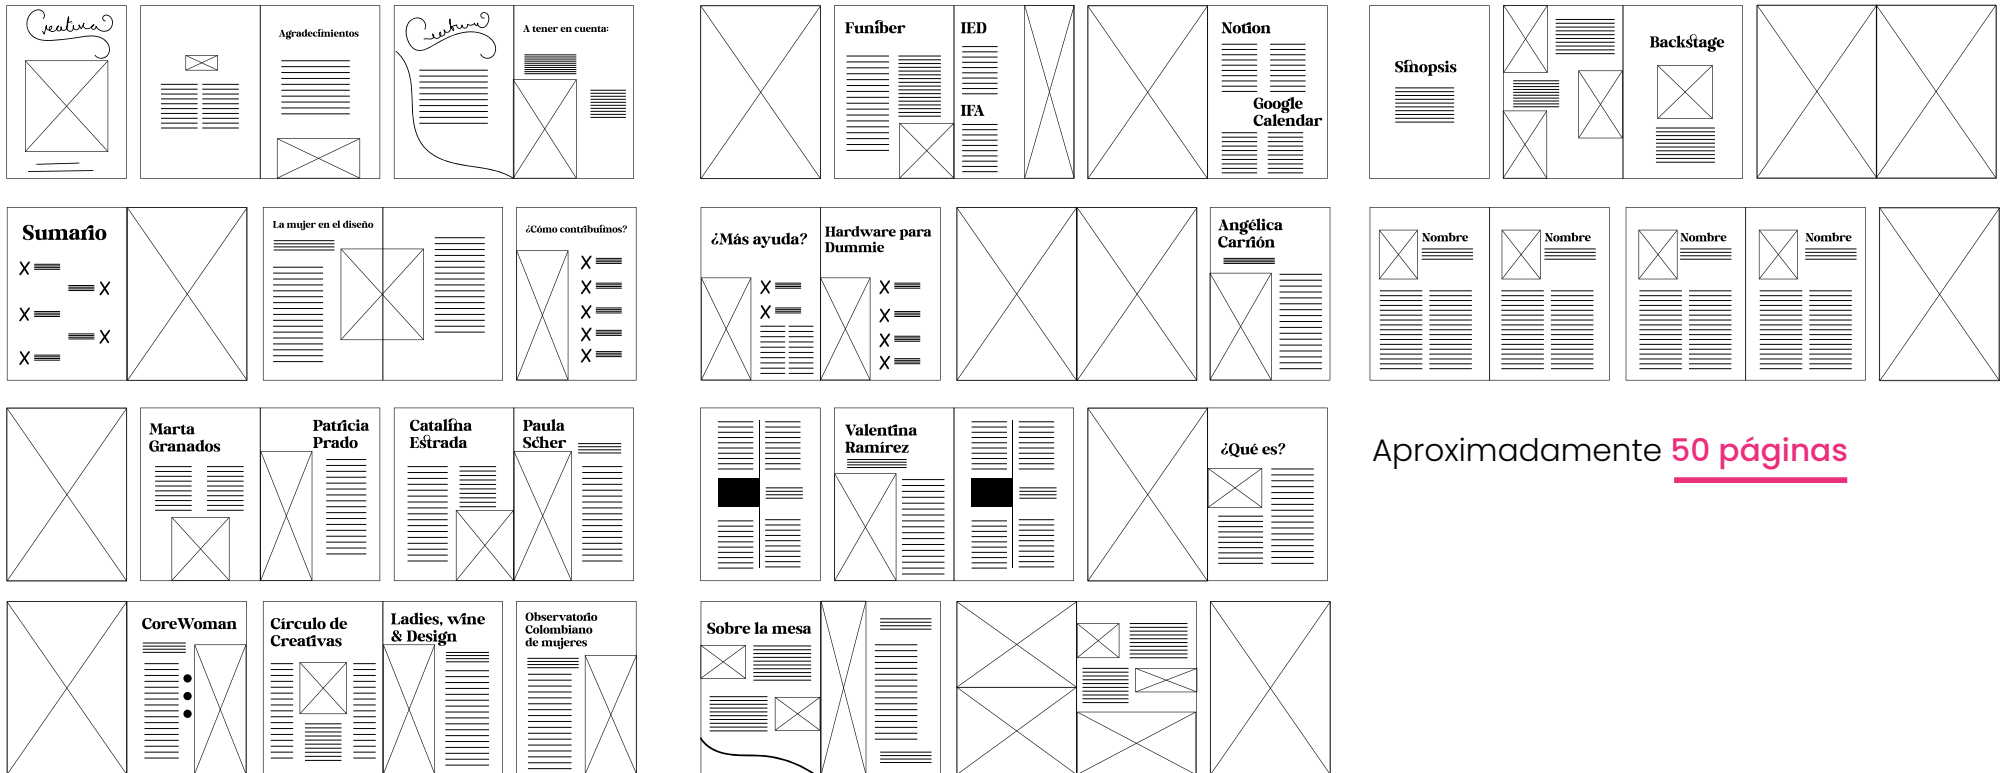 Creativa
Agradecimientos
A tener en cuenta:
Sumario
La mujer en el diseño
¿Cómo contribuimos?
Marta
Granados
Patricia
Prado
Catalina
Estrada
Paula
Scher
CoreWoman
Círculo de
Creativas
Ladies, wine
& Design
Observatorio
Colombiano
de mujeres
Funiber
IED
IFA
Notion
Google
Calendar
¿Más ayuda?
Hardware para
Dummie
Angélica
Carrión
Valentina
Ramírez
¿Qué es?
Sobre la mesa
Sinopsis
Backstage
Nombre
Nombre
Nombre
Nombre
Aproximadamente 50 páginas